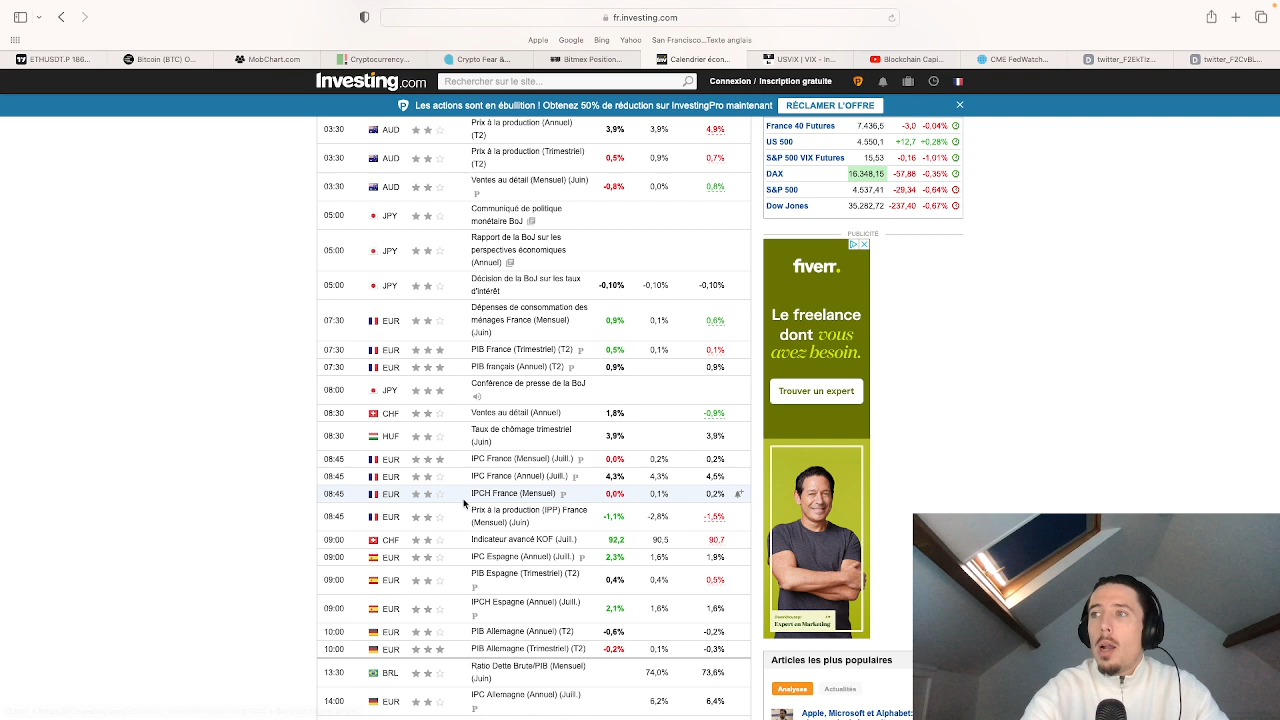 fr.investing.com
Apple Google Bing Yahoo San Francisco...Texte anglais
ETHUSDT.P 186... Bitcoin (BTC) O... MobChart.com Cryptocurrency... Crypto Fear &... Bitmex Position... Calendrier écon... USVIX | VIX - In... Blockchain Capi... CME FedWatch... twitter_F2EkTlz... twitter_F2CvBL...
Investing.com Rechercher sur le site... Connexion / Inscription gratuite
Les actions sont en ébullition ! Obtenez 50% de réduction sur InvestingPro maintenant RÉCLAMER L'OFFRE
03:30 AUD Prix à la production (Annuel) (T2) 3,9% 3,9% 4,9%
03:30 AUD Prix à la production (Trimestriel) (T2) 0,5% 0,9% 0,7%
03:30 AUD Ventes au détail (Mensuel) (Juin) P -0,8% 0,0% 0,8%
05:00 JPY Communiqué de politique monétaire BoJ
05:00 JPY Rapport de la BoJ sur les perspectives économiques (Annuel)
05:00 JPY Décision de la BoJ sur les taux d'intérêt -0,10% -0,10% -0,10%
07:30 EUR Dépenses de consommation des ménages France (Mensuel) (Juin) 0,9% 0,1% 0,6%
07:30 EUR PIB France (Trimestriel) (T2) P 0,5% 0,1% 0,1%
07:30 EUR PIB français (Annuel) (T2) P 0,9% 0,9%
08:00 JPY Conférence de presse de la BoJ
08:30 CHF Ventes au détail (Annuel) 1,8% -0,9%
08:30 HUF Taux de chômage trimestriel (Juin) 3,9% 3,9%
08:45 EUR IPC France (Mensuel) (Juill.) P 0,0% 0,2% 0,2%
08:45 EUR IPC France (Annuel) (Juill.) P 4,3% 4,3% 4,5%
08:45 EUR IPCH France (Mensuel) P 0,0% 0,1% 0,2%
08:45 EUR Prix à la production (IPP) France (Mensuel) (Juin) -1,1% -2,8% -1,5%
09:00 CHF Indicateur avancé KOF (Juill.) 92,2 90,5 90,7
09:00 EUR IPC Espagne (Annuel) (Juill.) P 2,3% 1,6% 1,9%
09:00 EUR PIB Espagne (Trimestriel) (T2) P 0,4% 0,4% 0,5%
09:00 EUR IPCH Espagne (Annuel) (Juill.) P 2,1% 1,6% 1,6%
10:00 EUR PIB Allemagne (Annuel) (T2) -0,6% -0,2%
10:00 EUR PIB Allemagne (Trimestriel) (T2) P -0,2% 0,1% -0,3%
13:30 BRL Ratio Dette Brute/PIB (Mensuel) (Juin) 74,0% 73,6%
EUR IPC Allemagne (Annuel) (Juill.) P 6,2% 6,4%
France 40 Futures 7.436,5 -3,0 -0,04%
US 500 4.550,1 +12,7 +0,28%
S&P 500 VIX Futures 15,53 -0,16 -1,01%
DAX 16.348,15 -57,88 -0,35%
S&P 500 4.537,41 -29,34 -0,64%
Dow Jones 35.282,72 -237,40 -0,67%
PUBLICITÉ
fiverr.
Le freelance
dont vous
avez besoin.
Trouver un expert
Expert en Marketing
Articles les plus populaires
Analyses Actualités
Apple, Microsoft et Alphabet: